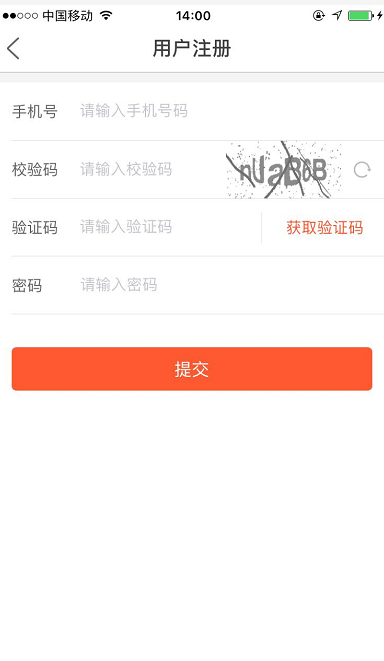 中国移动 14:00
用户注册
手机号 请输入手机号码
校验码 请输入校验码 nUaB6B
验证码 请输入验证码 获取验证码
密码 请输入密码
提交